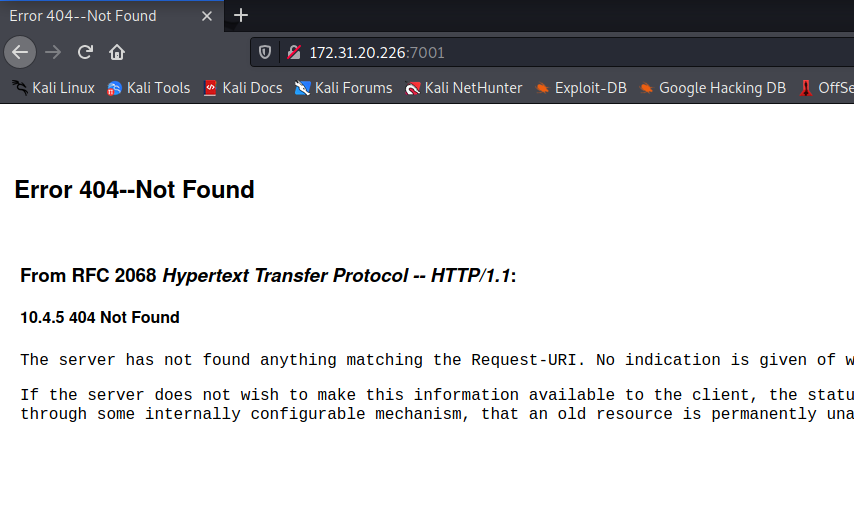 Error 404--Not Found
172.31.20.226:7001
Kali Linux Kali Tools Kali Docs Kali Forums Kali NetHunter Exploit-DB Google Hacking DB OffSe
Error 404--Not Found
From RFC 2068 Hypertext Transfer Protocol -- HTTP/1.1:
10.4.5 404 Not Found
The server has not found anything matching the Request-URI. No indication is given of w
If the server does not wish to make this information available to the client, the statu
through some internally configurable mechanism, that an old resource is permanently una